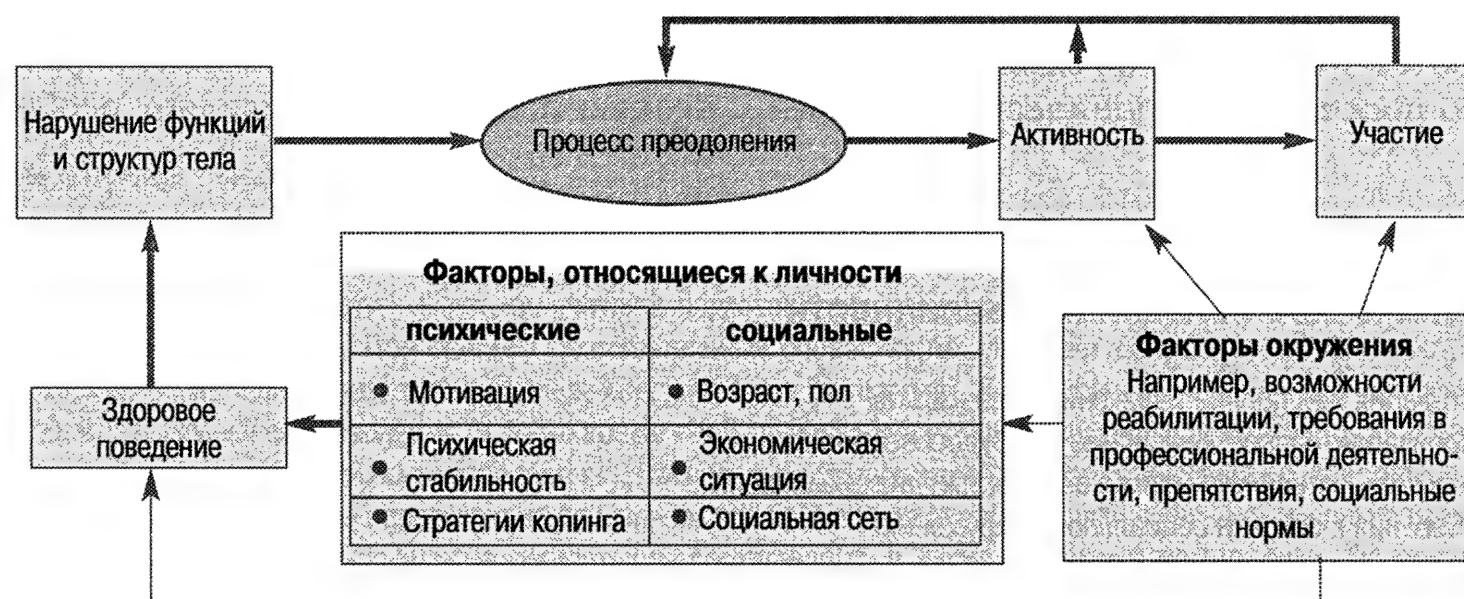 Нарушение функций
и структур тела
Процесс преодоления
Активность
Участие
Факторы, относящиеся к личности
психические
социальные
• Мотивация
• Возраст, пол
• Психическая
стабильность
• Экономическая
ситуация
• Стратегии копинга
• Социальная сеть
Здоровое
поведение
Факторы окружения
Например, возможности
реабилитации, требования в
профессиональной деятельно-
сти, препятствия, социальные
нормы